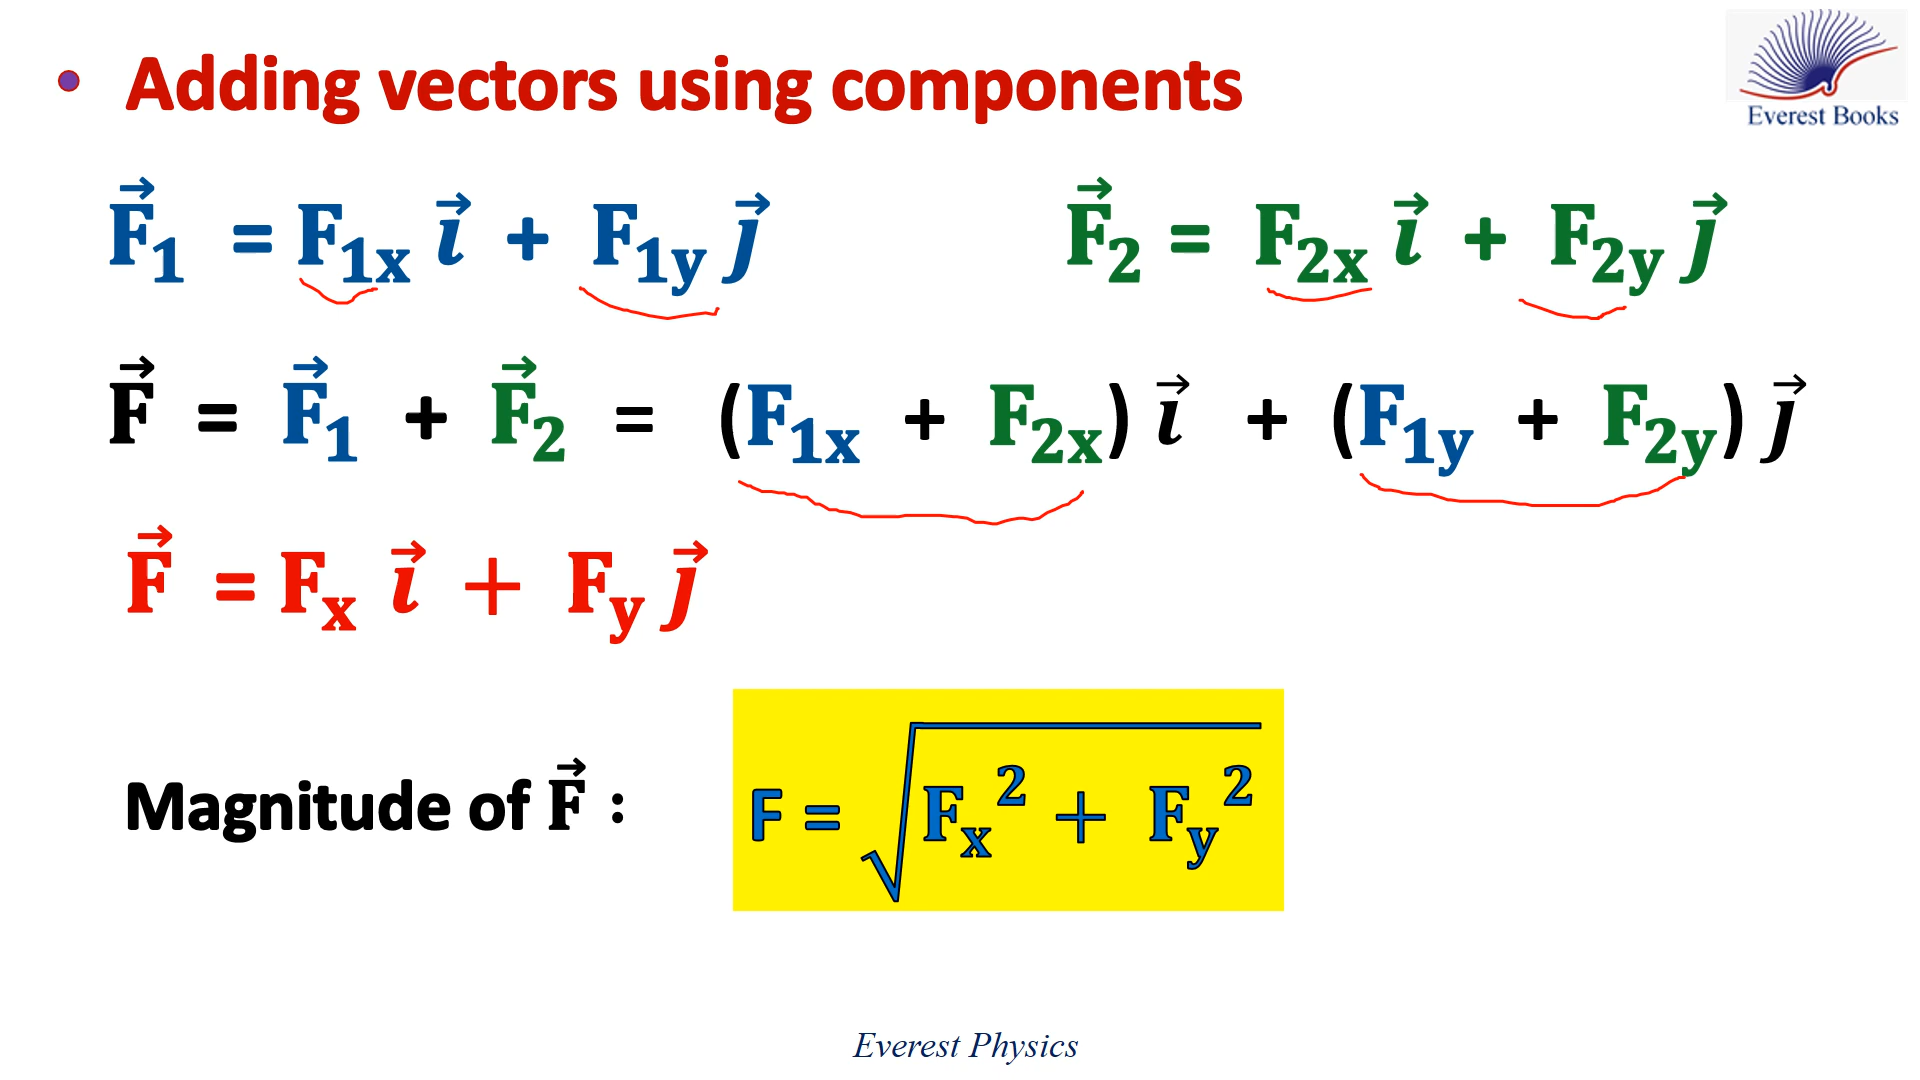 • Adding vectors using components
Everest Books
F⃗₁ = F₁ₓ i⃗ + F₁y j⃗
F⃗₂ = F₂ₓ i⃗ + F₂y j⃗
F⃗ = F⃗₁ + F⃗₂ = (F₁ₓ + F₂ₓ) i⃗ + (F₁y + F₂y) j⃗
F⃗ = Fₓ i⃗ + Fy j⃗
Magnitude of F⃗ :
F = √(Fₓ² + Fy²)
Everest Physics